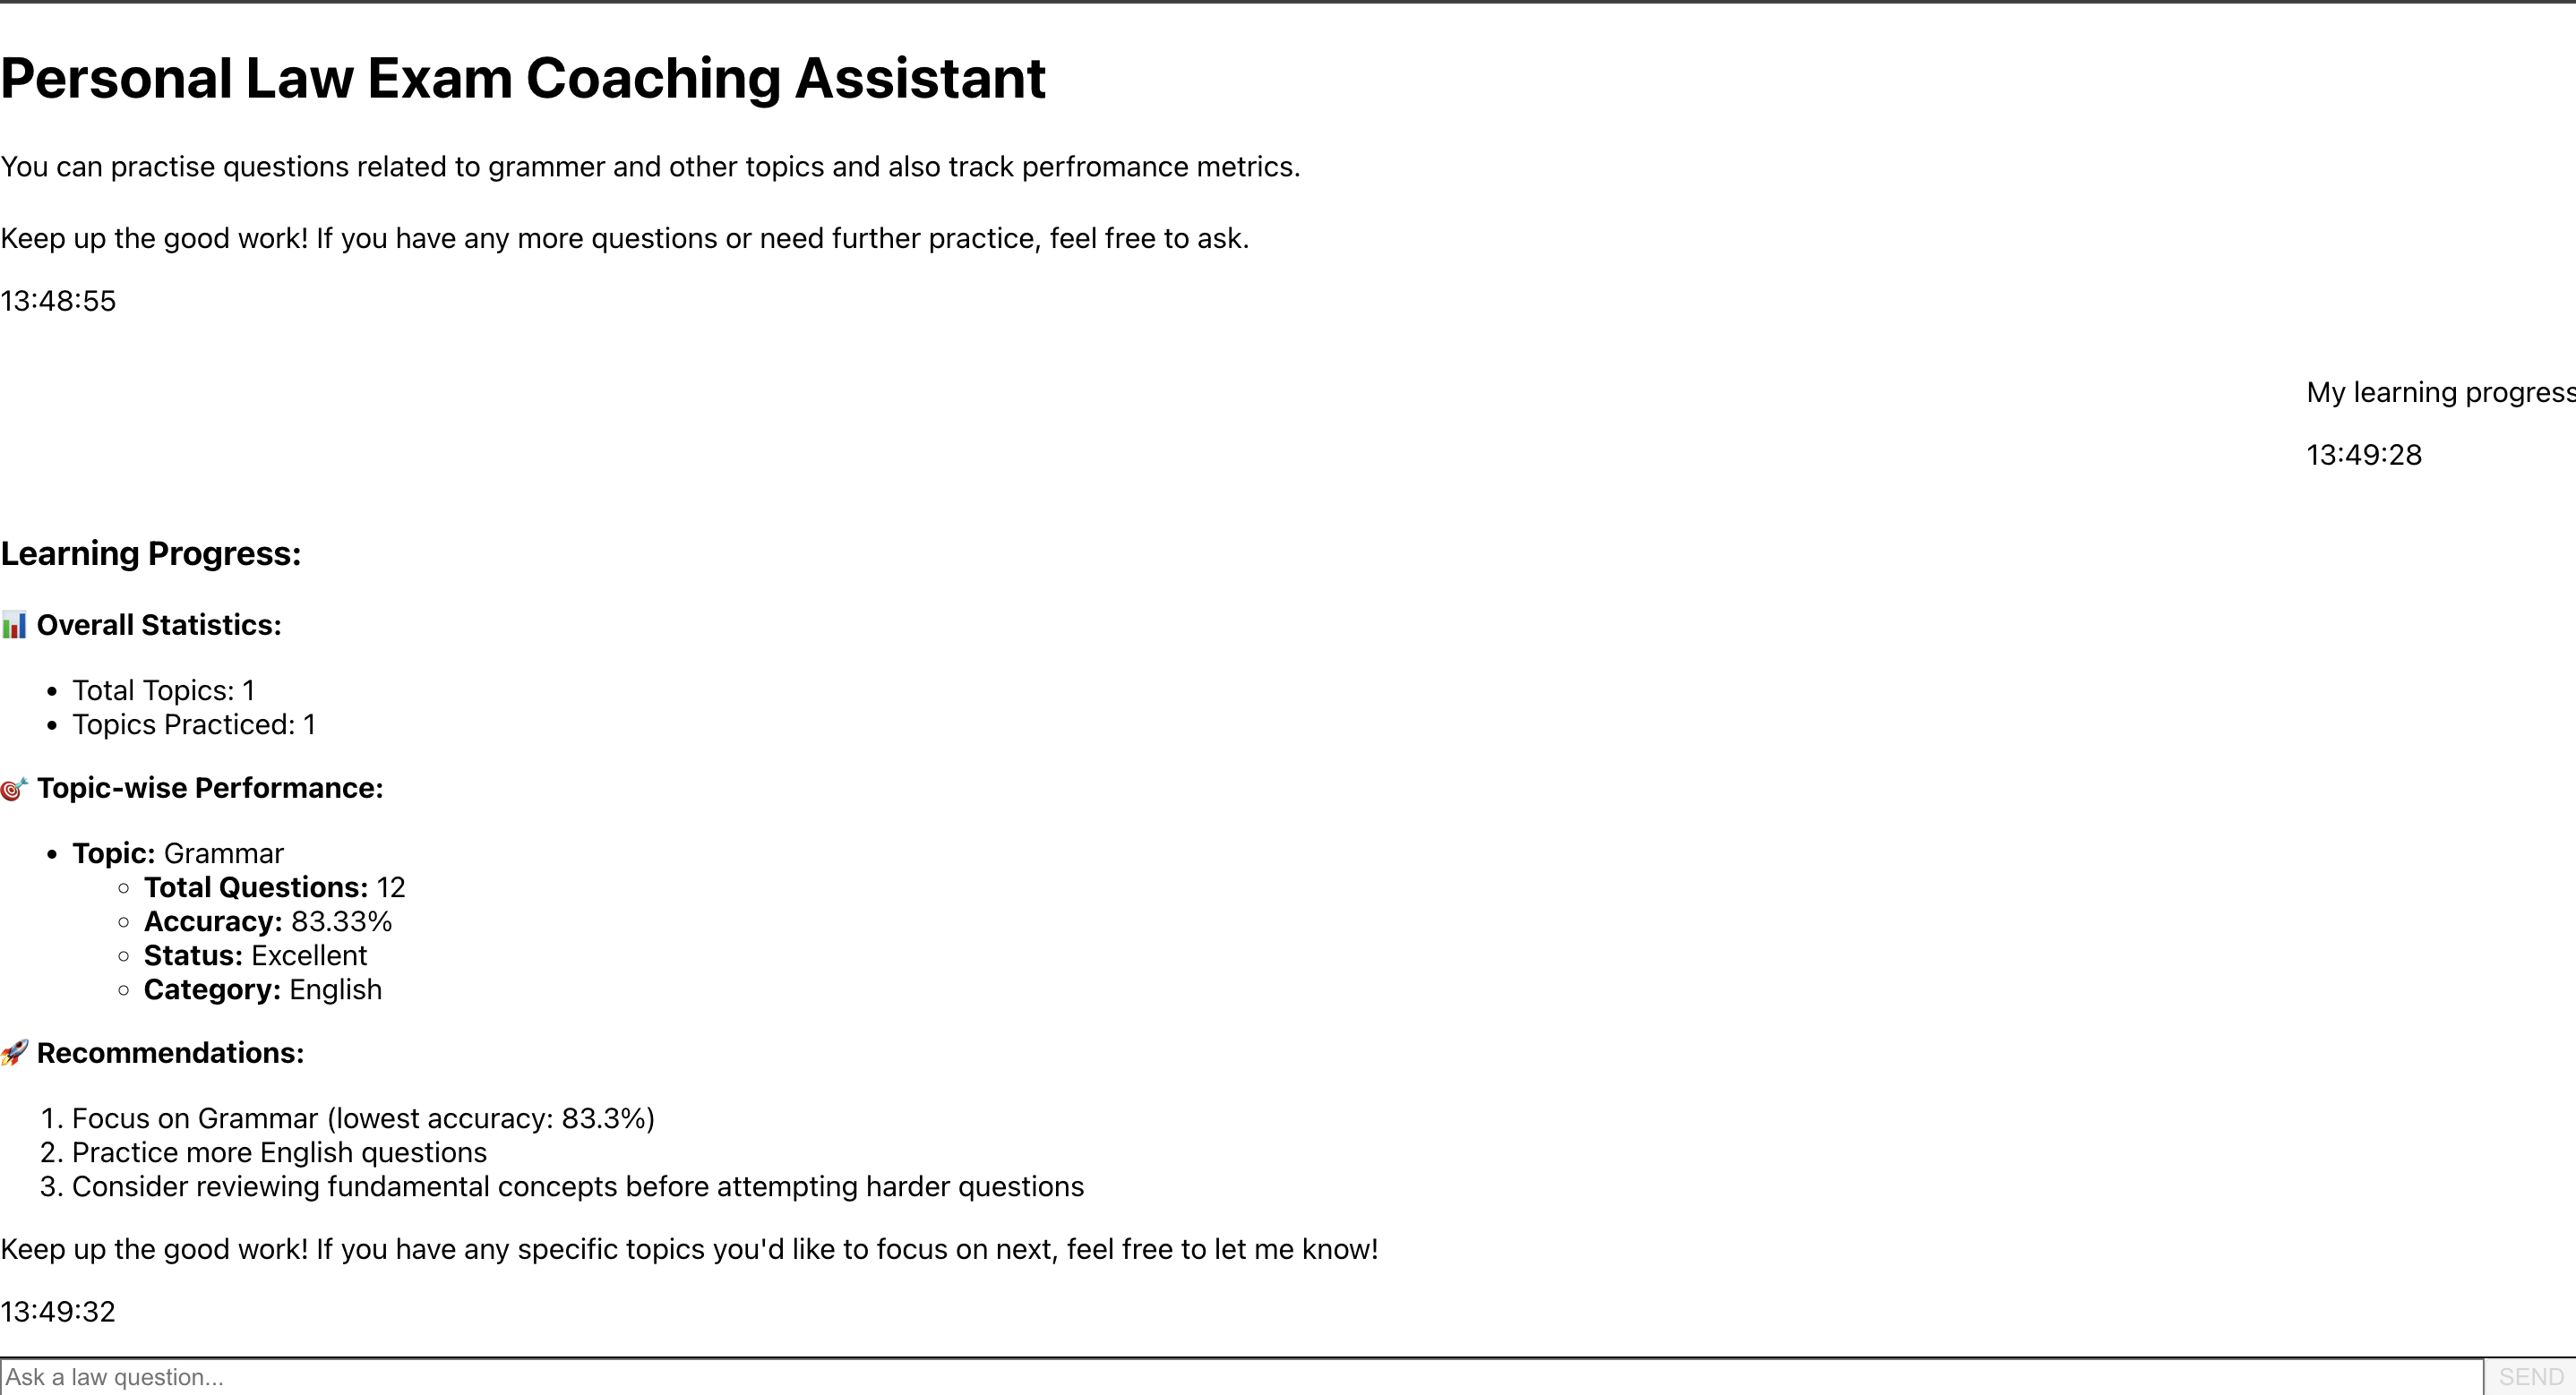 Personal Law Exam Coaching Assistant
You can practise questions related to grammer and other topics and also track perfromance metrics.
Keep up the good work! If you have any more questions or need further practice, feel free to ask.
13:48:55
My learning progress
13:49:28
Learning Progress:
📊 Overall Statistics:
• Total Topics: 1
• Topics Practiced: 1
🎯 Topic-wise Performance:
• Topic: Grammar
◦ Total Questions: 12
◦ Accuracy: 83.33%
◦ Status: Excellent
◦ Category: English
🚀 Recommendations:
1. Focus on Grammar (lowest accuracy: 83.3%)
2. Practice more English questions
3. Consider reviewing fundamental concepts before attempting harder questions
Keep up the good work! If you have any specific topics you'd like to focus on next, feel free to let me know!
13:49:32
Ask a law question...
SEND